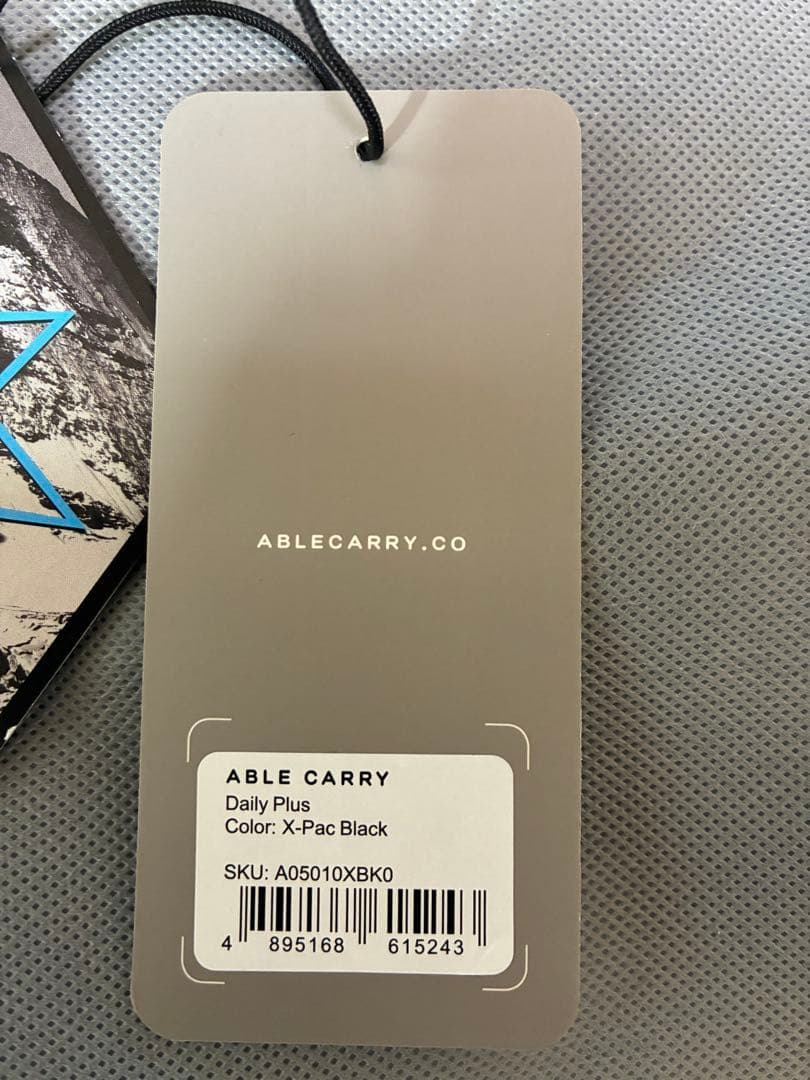 ABLECARRY.CO
ABLE CARRY
Daily Plus
Color: X-Pac Black
SKU: A05010XBK0
4 895168 615243